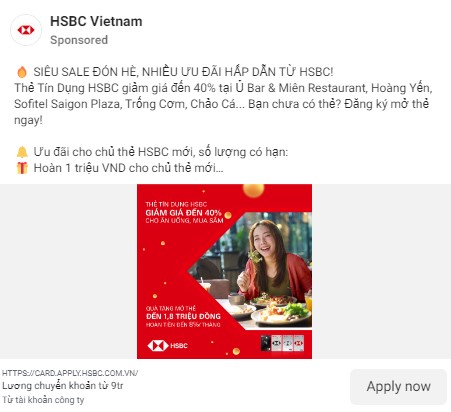 HSBC Vietnam
Sponsored
🔥 SIÊU SALE ĐÓN HÈ, NHIỀU ƯU ĐÃI HẤP DẪN TỪ HSBC!
Thẻ Tín Dụng HSBC giảm giá đến 40% tại Ủ Bar & Miên Restaurant, Hoàng Yến,
Sofitel Saigon Plaza, Trống Cơm, Chảo Cá... Bạn chưa có thẻ? Đăng ký mở thẻ
ngay!
🔔 Ưu đãi cho chủ thẻ HSBC mới, số lượng có hạn:
🎁 Hoàn 1 triệu VND cho chủ thẻ mới…
THẺ TÍN DỤNG HSBC
GIẢM GIÁ ĐẾN 40%
CHO ĂN UỐNG, MUA SẮM
QUÀ TẶNG MỞ THẺ
ĐẾN 1,8 TRIỆU ĐỒNG
HOÀN TIỀN ĐẾN 8%/ THÁNG
HSBC
HTTPS://CARD.APPLY.HSBC.COM.VN/
Lương chuyển khoản từ 9tr
Từ tài khoản công ty
Apply now